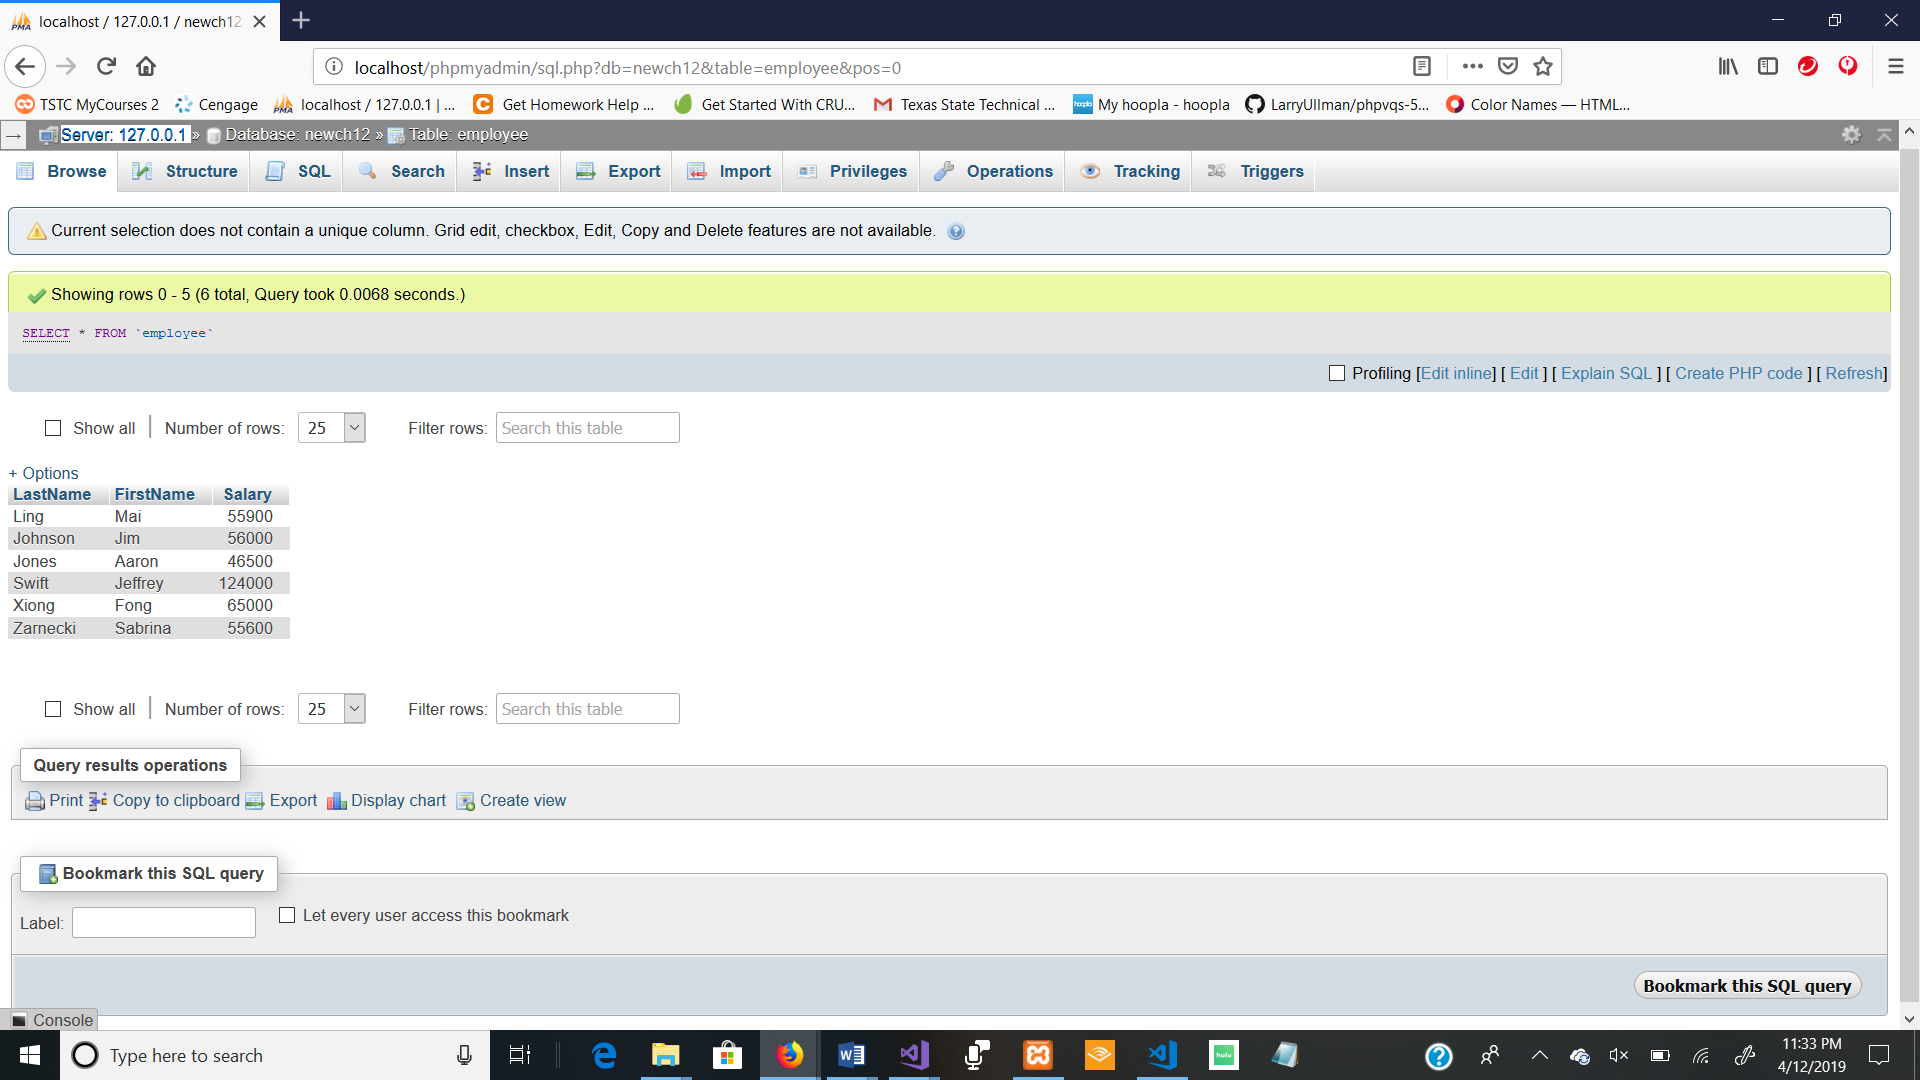 localhost / 127.0.0.1 / newch12
localhost/phpmyadmin/sql.php?db=newch12&table=employee&pos=0
TSTC MyCourses 2 Cengage localhost / 127.0.0.1 | ... Get Homework Help ... Get Started With CRU... Texas State Technical ... My hoopla - hoopla LarryUllman/phpvqs-5... Color Names — HTML...
Server: 127.0.0.1 » Database: newch12 » Table: employee
Browse Structure SQL Search Insert Export Import Privileges Operations Tracking Triggers
Current selection does not contain a unique column. Grid edit, checkbox, Edit, Copy and Delete features are not available.
Showing rows 0 - 5 (6 total, Query took 0.0068 seconds.)
SELECT * FROM `employee`
Profiling [Edit inline] [ Edit ] [ Explain SQL ] [ Create PHP code ] [ Refresh]
Show all | Number of rows: 25 Filter rows: Search this table
+ Options
LastName FirstName Salary
Ling Mai 55900
Johnson Jim 56000
Jones Aaron 46500
Swift Jeffrey 124000
Xiong Fong 65000
Zarnecki Sabrina 55600
Show all | Number of rows: 25 Filter rows: Search this table
Query results operations
Print Copy to clipboard Export Display chart Create view
Bookmark this SQL query
Label: Let every user access this bookmark
Bookmark this SQL query
Console
Type here to search
hulu
11:33 PM
4/12/2019